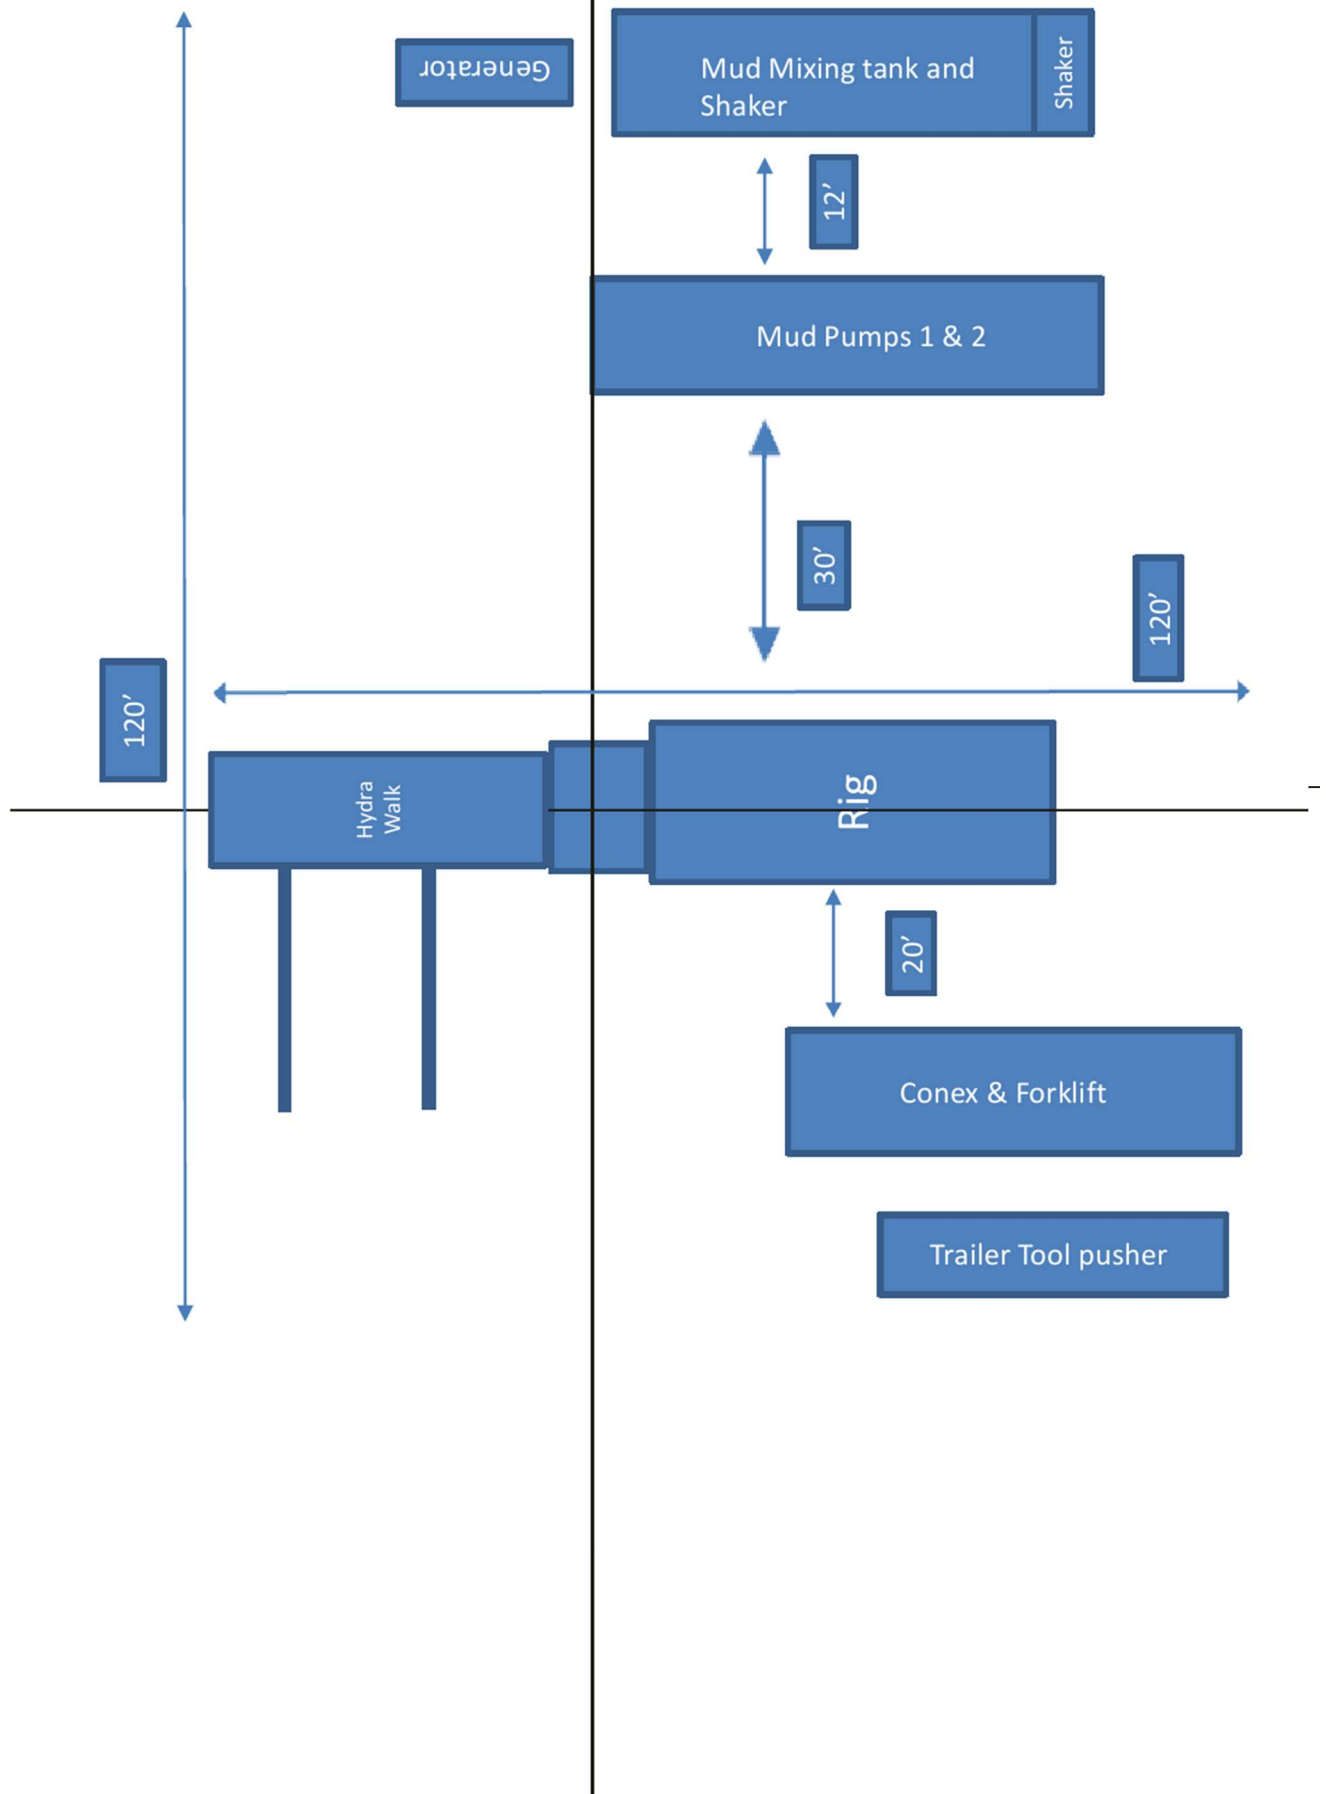 Generator
Mud Mixing tank and
Shaker
Shaker
12’
Mud Pumps 1 & 2
30’
120’
120’
Hydra
Walk
Rig
20’
Conex & Forklift
Trailer Tool pusher